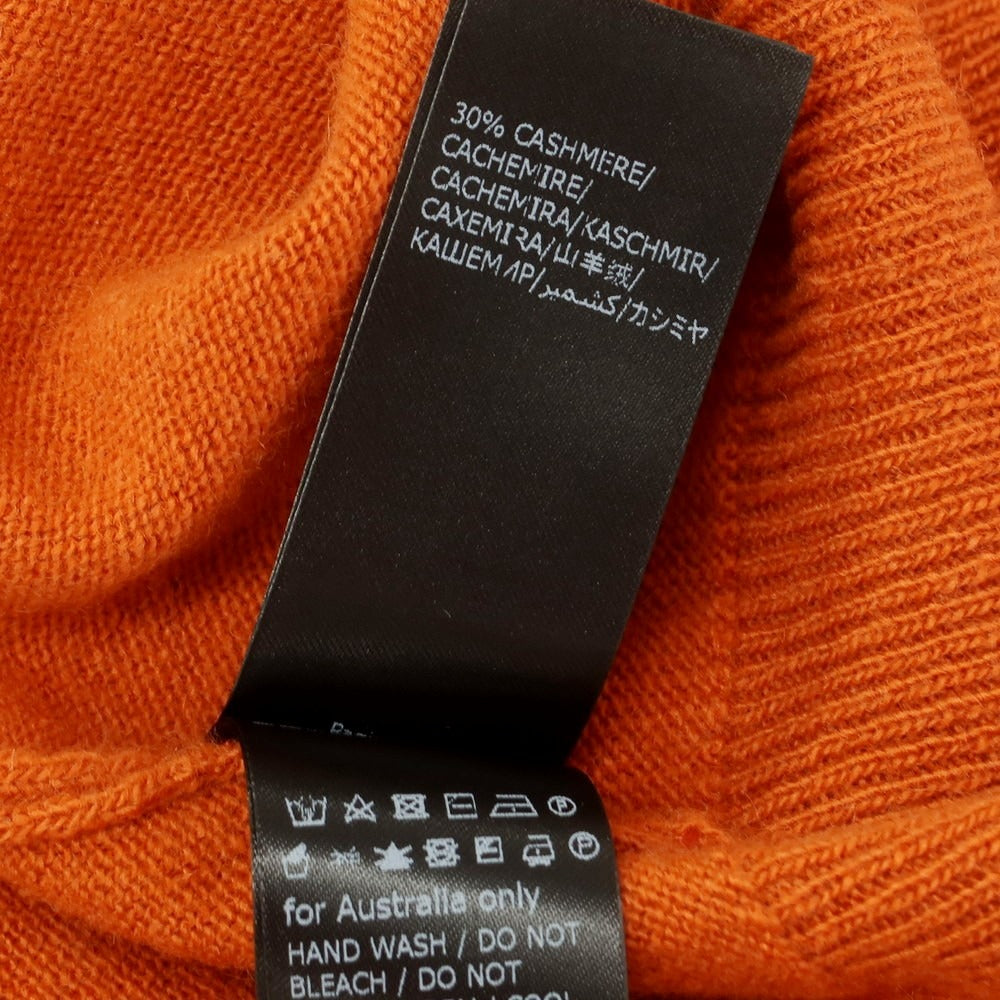 30% CASHMERE/
CACHEMIRE/
CACHEMIRA/KASCHMIR/
CAXEMIRA/山羊绒/
КАШЕМИР/كشمير/カシミヤ
for Australia only
HAND WASH / DO NOT
BLEACH / DO NOT